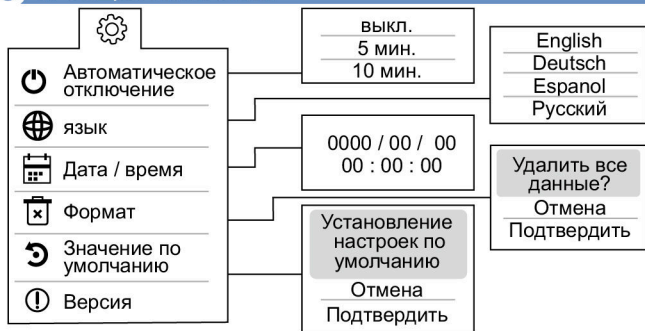 Автоматическое
отключение
язык
Дата / время
Формат
Значение по
умолчанию
Версия
выкл.
5 мин.
10 мин.
English
Deutsch
Espanol
Русский
0000 / 00 / 00
00 : 00 : 00
Удалить все
данные?
Отмена
Подтвердить
Установление
настроек по
умолчанию
Отмена
Подтвердить